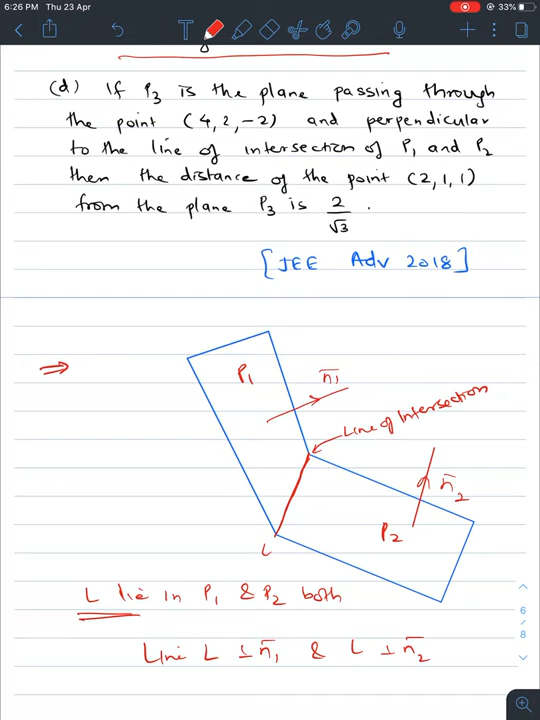 6:26 PM Thu 23 Apr 33%
(d) If P3 is the plane passing through
the point (4, 2, -2) and perpendicular
to the line of intersection of P1 and P2
then the distance of the point (2, 1, 1)
from the plane P3 is 2/√3 .
[JEE Adv 2018]
⇒
P1
n̄1
Line of Intersection
n̄2
P2
L
L lie in P1 & P2 both
Line L ⊥ n̄1 & L ⊥ n̄2
6
/
8